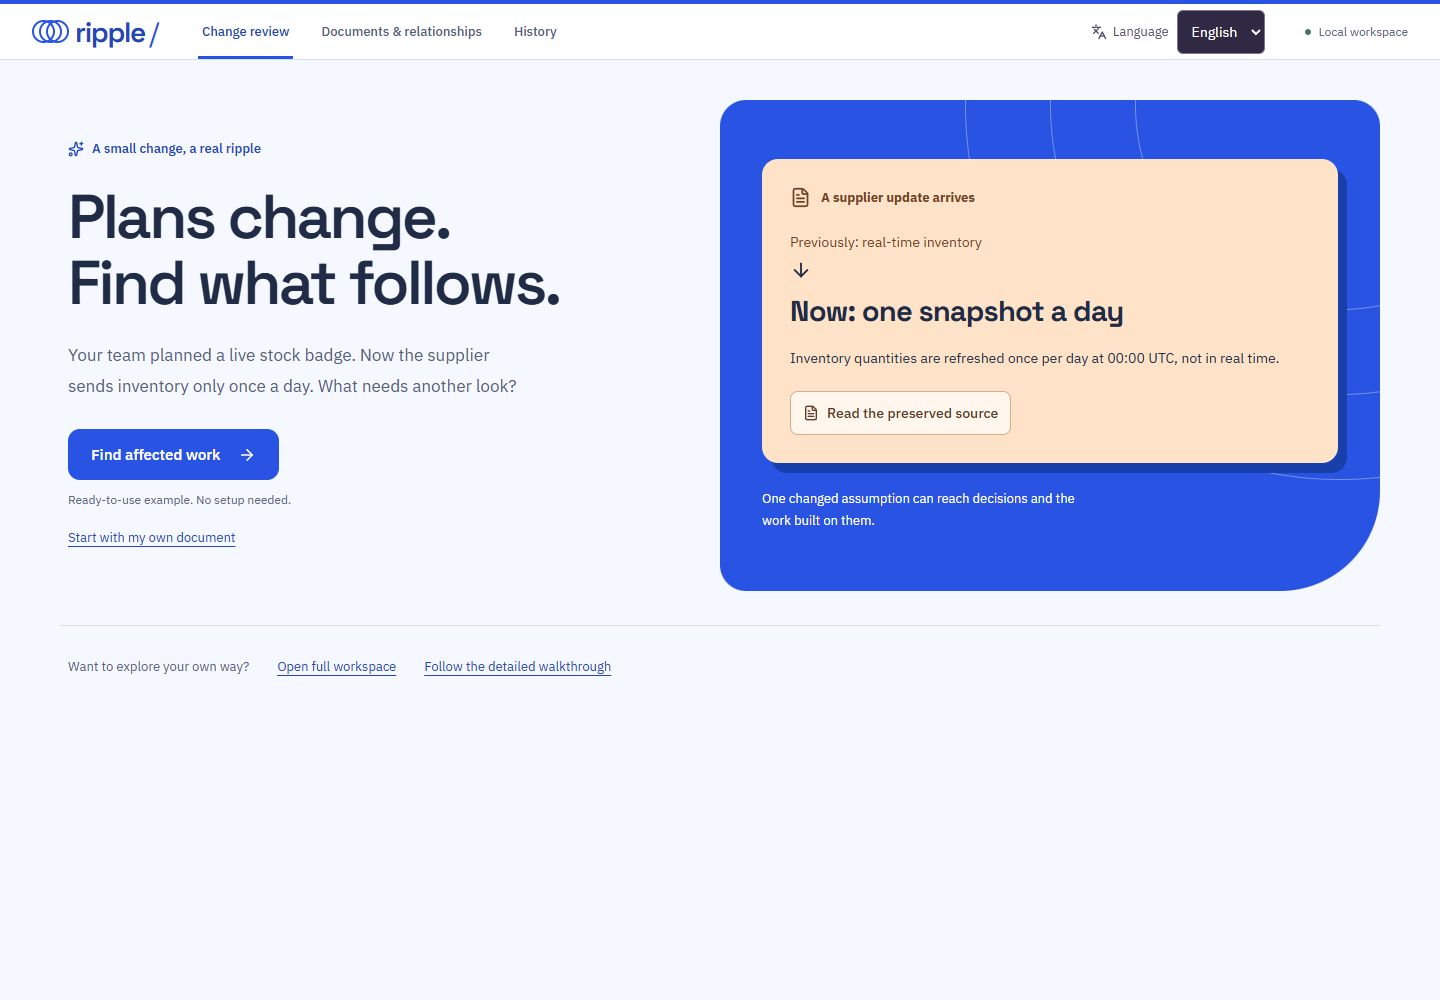 ripple /
Change review
Documents & relationships
History
Language
English
Local workspace
A small change, a real ripple
Plans change.
Find what follows.
Your team planned a live stock badge. Now the supplier
sends inventory only once a day. What needs another look?
Find affected work
Ready-to-use example. No setup needed.
Start with my own document
A supplier update arrives
Previously: real-time inventory
Now: one snapshot a day
Inventory quantities are refreshed once per day at 00:00 UTC, not in real time.
Read the preserved source
One changed assumption can reach decisions and the
work built on them.
Want to explore your own way?
Open full workspace
Follow the detailed walkthrough